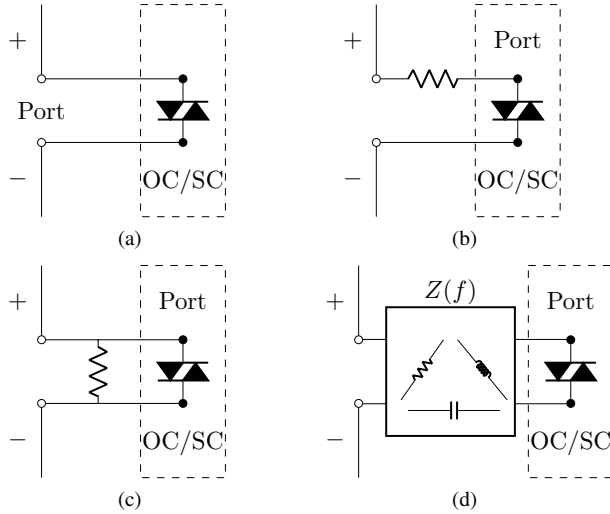 +
Port
−
OC/SC
(a)
+
Port
−
OC/SC
(b)
+
Port
−
OC/SC
(c)
Z(f)
+
Port
−
OC/SC
(d)